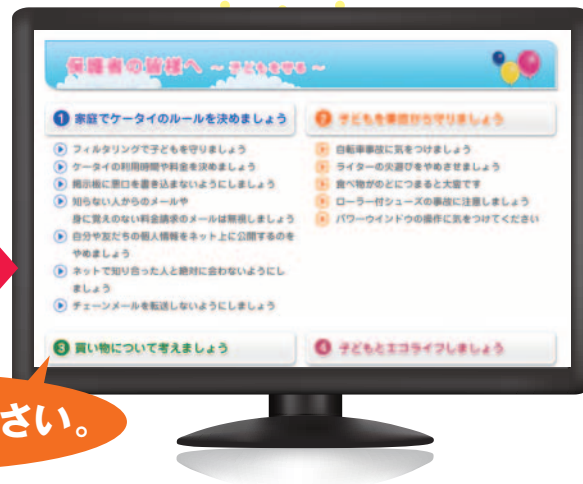 保護者の皆様へ ～子どもを守る～
1 家庭でケータイのルールを決めましょう
フィルタリングで子どもを守りましょう
ケータイの利用時間や料金を決めましょう
掲示板に悪口を書き込まないようにしましょう
知らない人からのメールや
身に覚えのない料金請求のメールは無視しましょう
自分や友だちの個人情報をネット上に公開するのを
やめましょう
ネットで知り合った人と絶対に会わないようにし
ましょう
チェーンメールを転送しないようにしましょう
2 子どもを事故から守りましょう
自転車事故に気をつけましょう
ライターの火遊びをやめさせましょう
食べ物がのどにつまると大変です
ローラー付シューズの事故に注意しましょう
パワーウインドウの操作に気をつけてください
3 買い物について考えましょう
4 子どもとエコライフしましょう
さい。